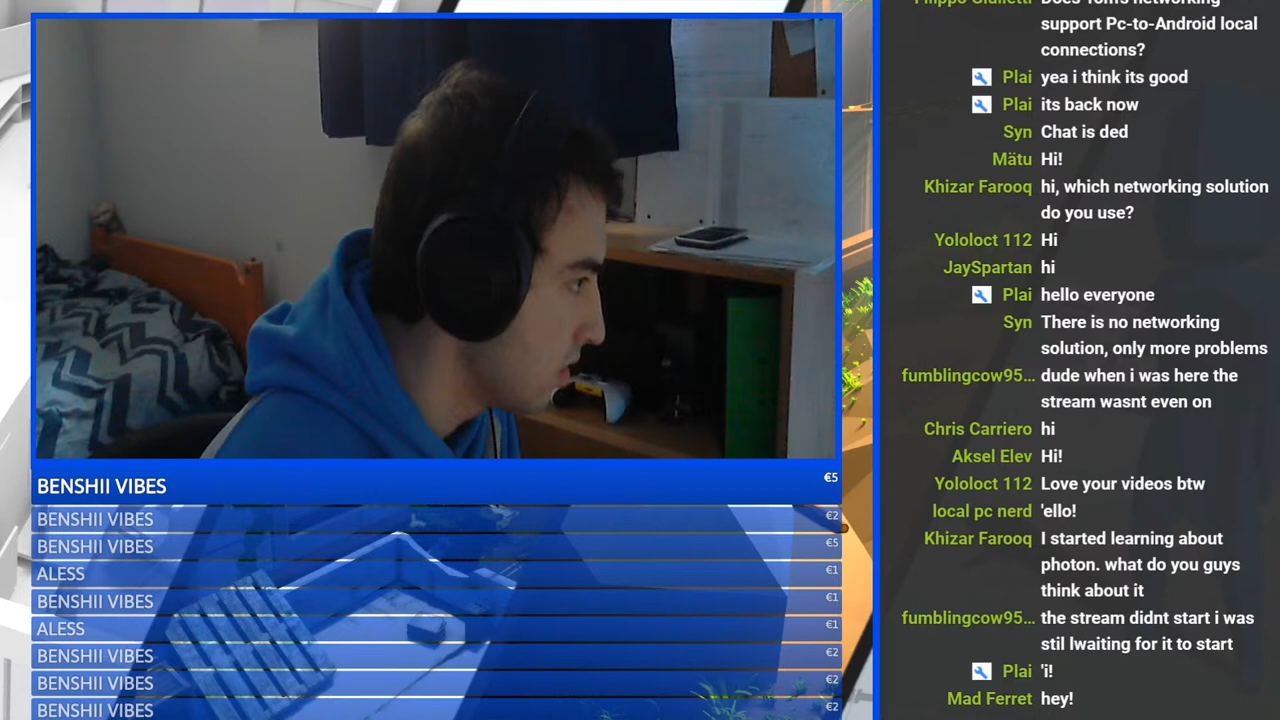 Filippo Giulietti Does Tom's networking
support Pc-to-Android local
connections?
Plai yea i think its good
Plai its back now
Syn Chat is ded
Mätu Hi!
Khizar Farooq hi, which networking solution
do you use?
Yololoct 112 Hi
JaySpartan hi
Plai hello everyone
Syn There is no networking
solution, only more problems
fumblingcow95... dude when i was here the
stream wasnt even on
Chris Carriero hi
Aksel Elev Hi!
Yololoct 112 Love your videos btw
local pc nerd 'ello!
Khizar Farooq I started learning about
photon. what do you guys
think about it
fumblingcow95... the stream didnt start i was
stil lwaiting for it to start
Plai 'i!
Mad Ferret hey!
BENSHII VIBES €5
BENSHII VIBES €2
BENSHII VIBES €5
ALESS €1
BENSHII VIBES €1
ALESS €1
BENSHII VIBES €2
BENSHII VIBES €2
BENSHII VIBES €2